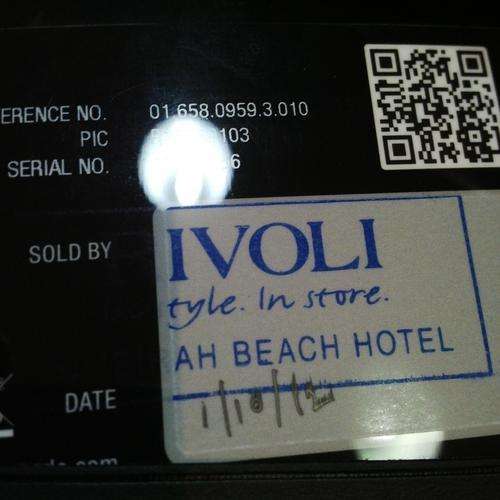 ERENCE NO. 01.658.0959.3.010
PIC 103
SERIAL NO. 6
SOLD BY
IVOLI
tyle. In store.
AH BEACH HOTEL
DATE